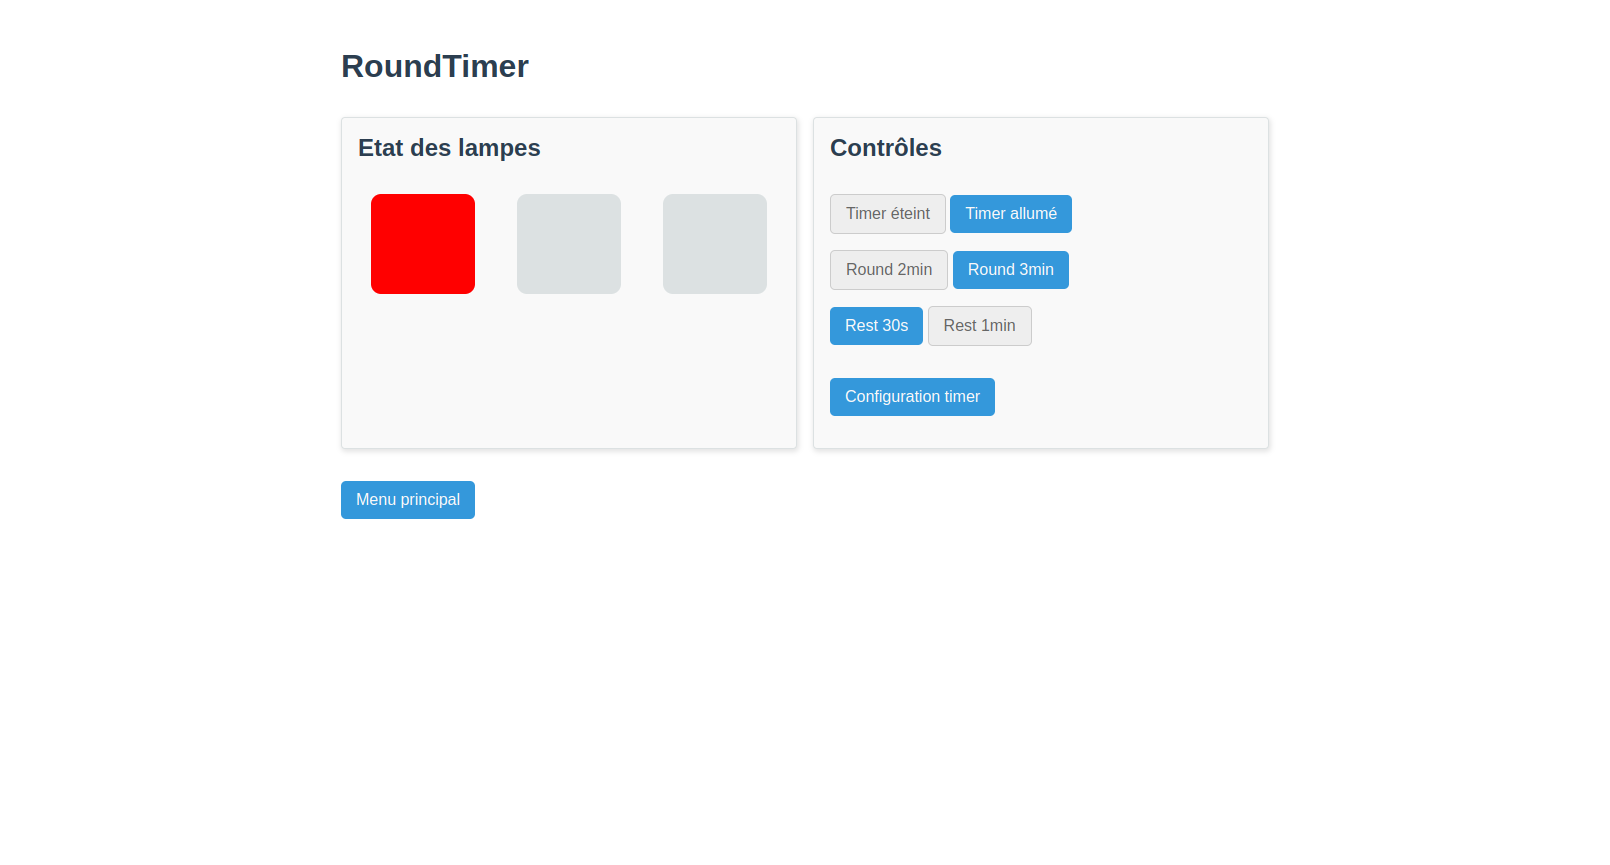 RoundTimer
Etat des lampes
Contrôles
Timer éteint Timer allumé
Round 2min Round 3min
Rest 30s Rest 1min
Configuration timer
Menu principal